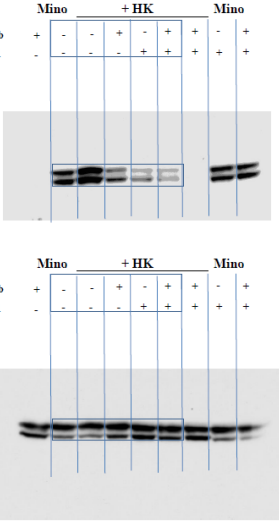 Mino + HK Mino
b + - - + - + + - +
- - - - + + + + +
Mino + HK Mino
b + - - + - + + - +
- - - - + + + + +